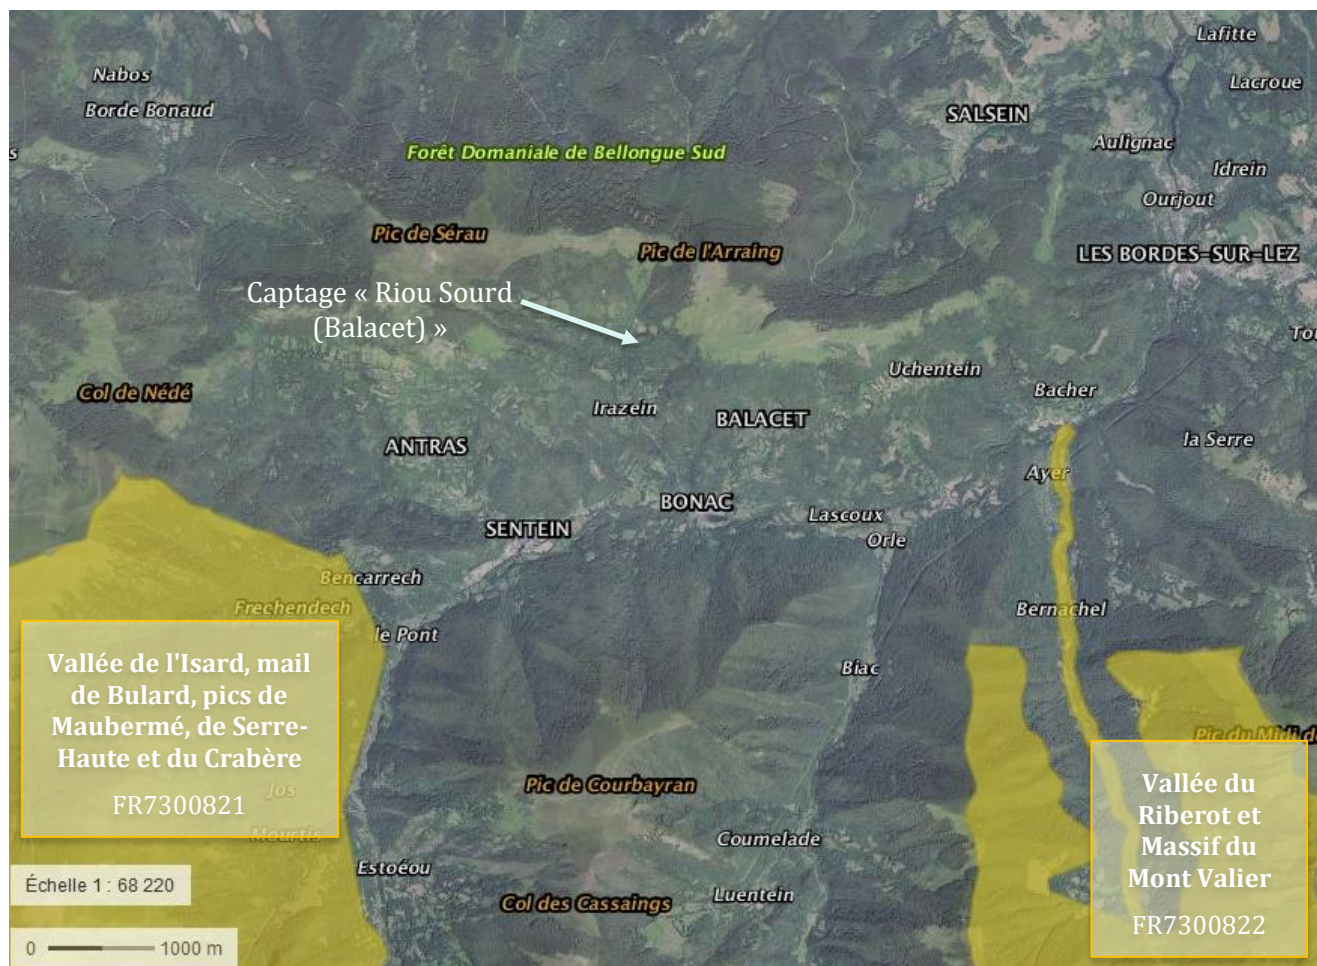 Lafitte
Nabos
Lacroue
Borde Bonaud
SALSEIN
Aulignac
s
Forêt Domaniale de Bellongue Sud
Idrein
Ourjout
Pic de Sérau
Pic de l'Arraing
LES BORDES-SUR-LEZ
Captage « Riou Sourd
(Balacet) »
Tou
Uchentein
Col de Nédé
Bacher
Irazein
BALACET
ANTRAS
la Serre
Ayer
BONAC
Lascoux
SENTEIN
Orle
Bencarrech
Frechendech
Bernachel
le Pont
Vallée de l'Isard, mail
de Bulard, pics de
Maubermé, de Serre-
Haute et du Crabère
FR7300821
Biac
Pic du Midi de
Jos
Pic de Courbayran
Vallée du
Riberot et
Massif du
Mont Valier
FR7300822
Mourtis
Coumelade
Estoéou
Échelle 1 : 68 220
Luentein
Col des Cassaings
0 1000 m